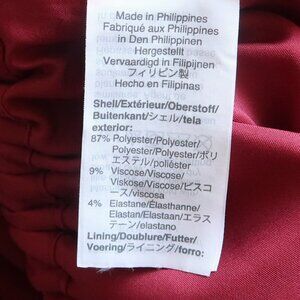 Made in Philippines
Fabriqué aux Philippines
in Den Philippinen
Hergestellt
Vervaardigd in Filipijnen
フィリピン製
Hecho en Filipinas
Shell/Extérieur/Oberstoff/
Buitenkant/シェル/tela
exterior:
87% Polyester/Polyester/
Polyester/Polyester/ポリ
エステル/poliéster
9% Viscose/Viscose/
Viskose/Viscose/ビスコ
ース/viscosa
4% Elastane/Élasthanne/
Elastan/Elastaan/エラス
テーン/elastano
Lining/Doublure/Futter/
Voering/ライニング/forro: